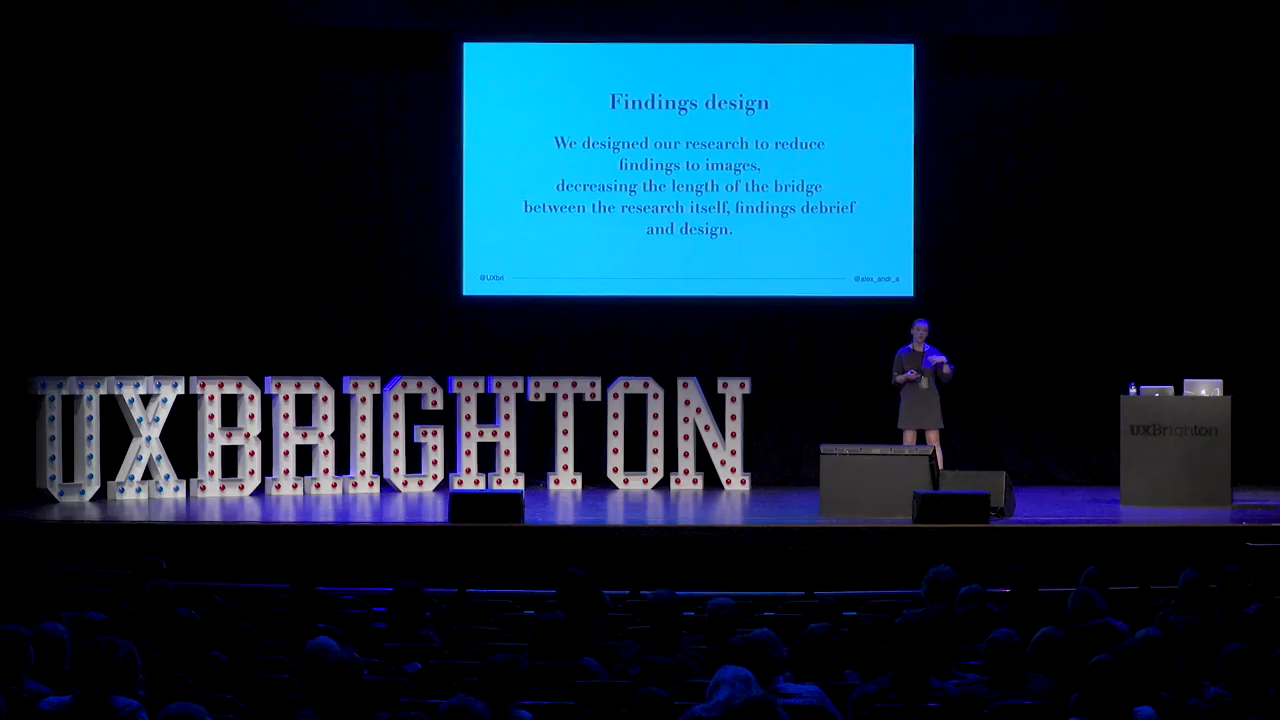 Findings design
We designed our research to reduce
findings to images,
decreasing the length of the bridge
between the research itself, findings debrief
and design.
@UXbri
@alex_andr_a
UXBRIGHTON
UXBrighton